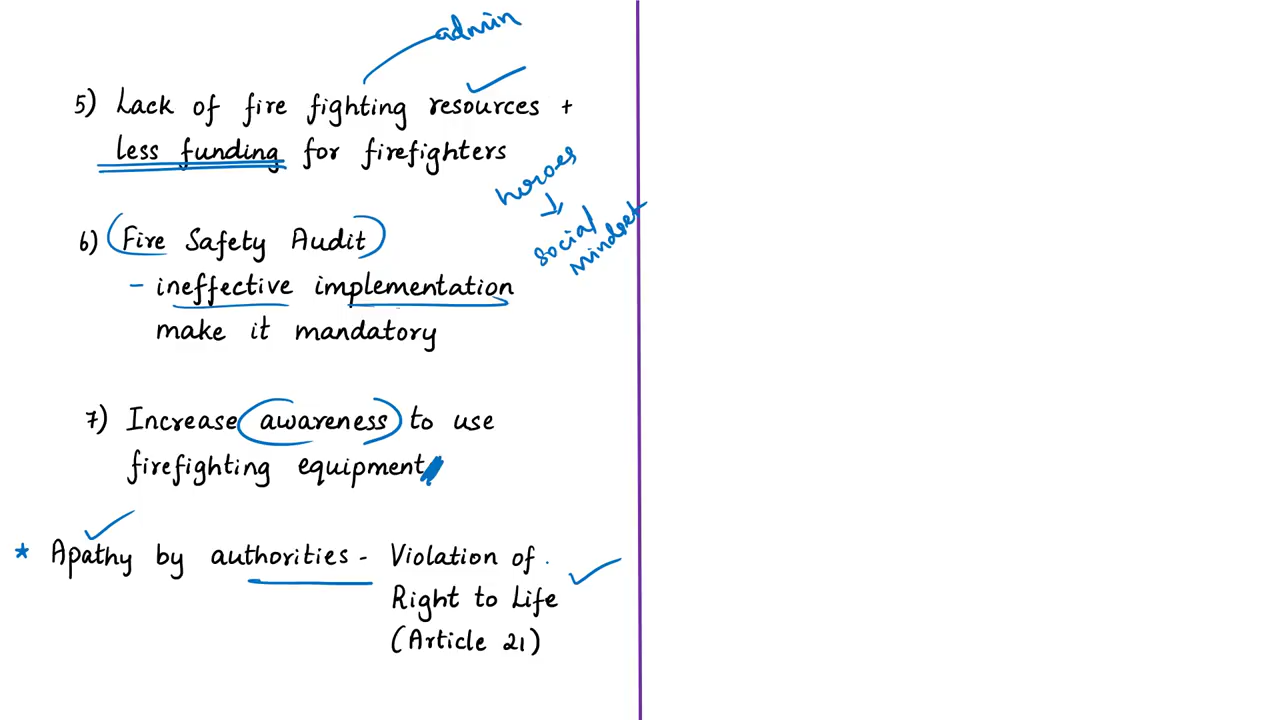 admin
5) Lack of fire fighting resources +
less funding for firefighters
heroes
social
mindset
6) Fire Safety Audit
- ineffective implementation
make it mandatory
7) Increase awareness to use
firefighting equipment
* Apathy by authorities - Violation of
Right to Life
(Article 21)